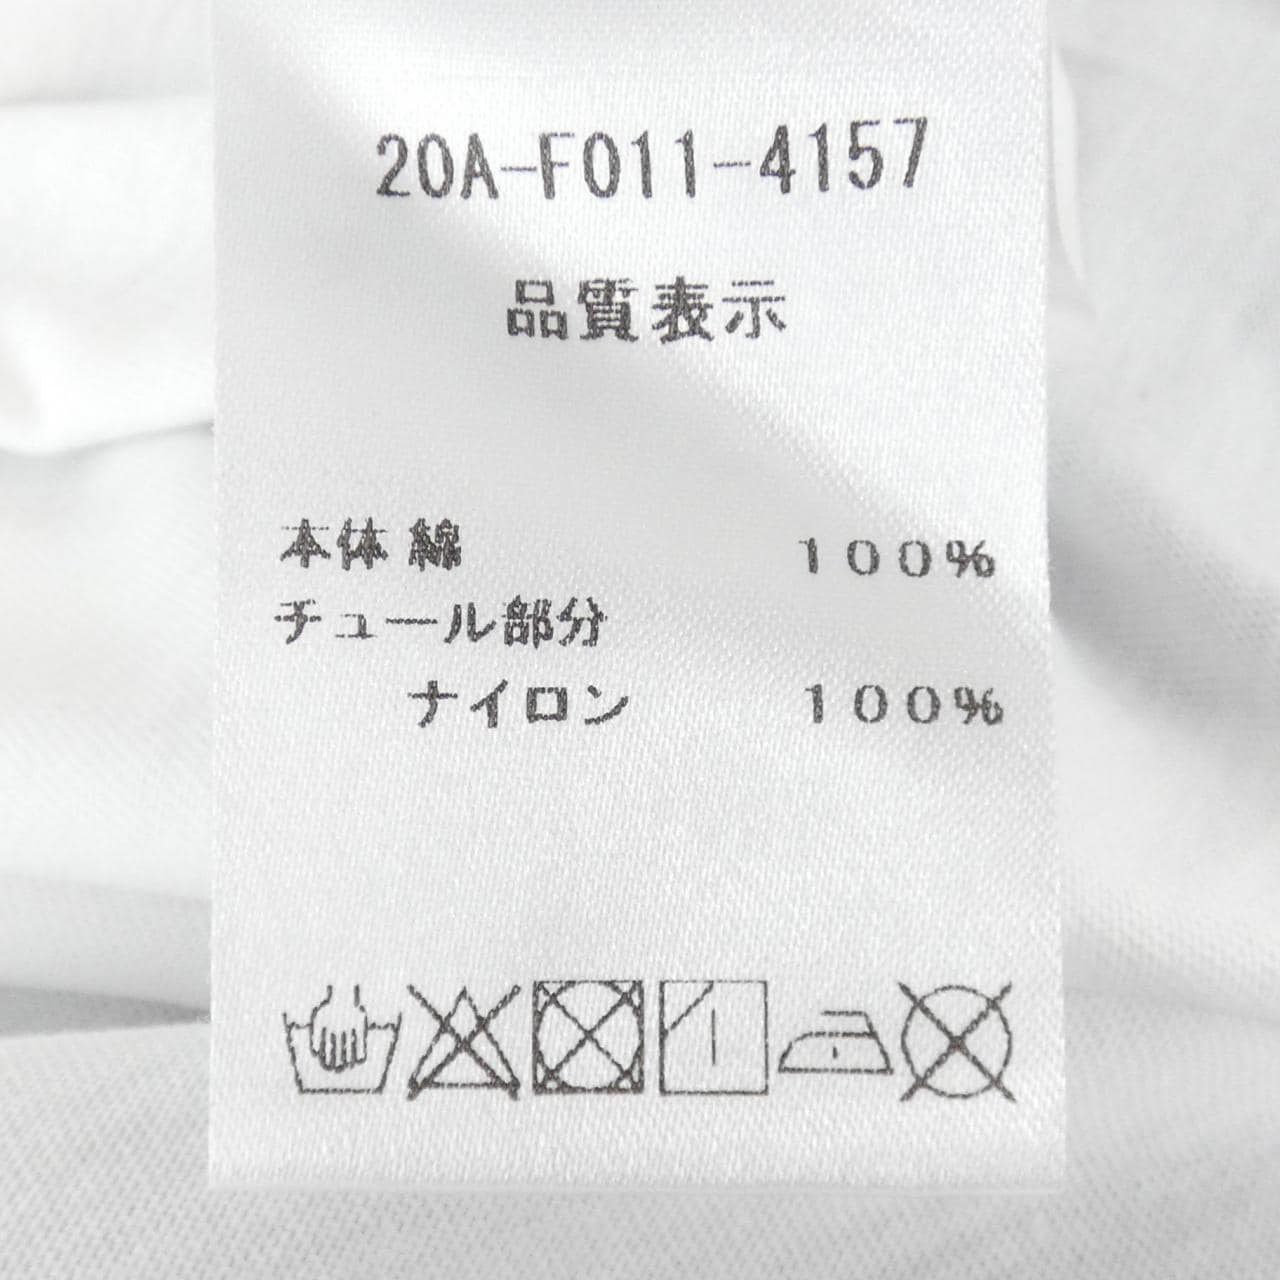 20A-F011-4157
品質表示
本体 綿 100%
チュール部分
ナイロン 100%